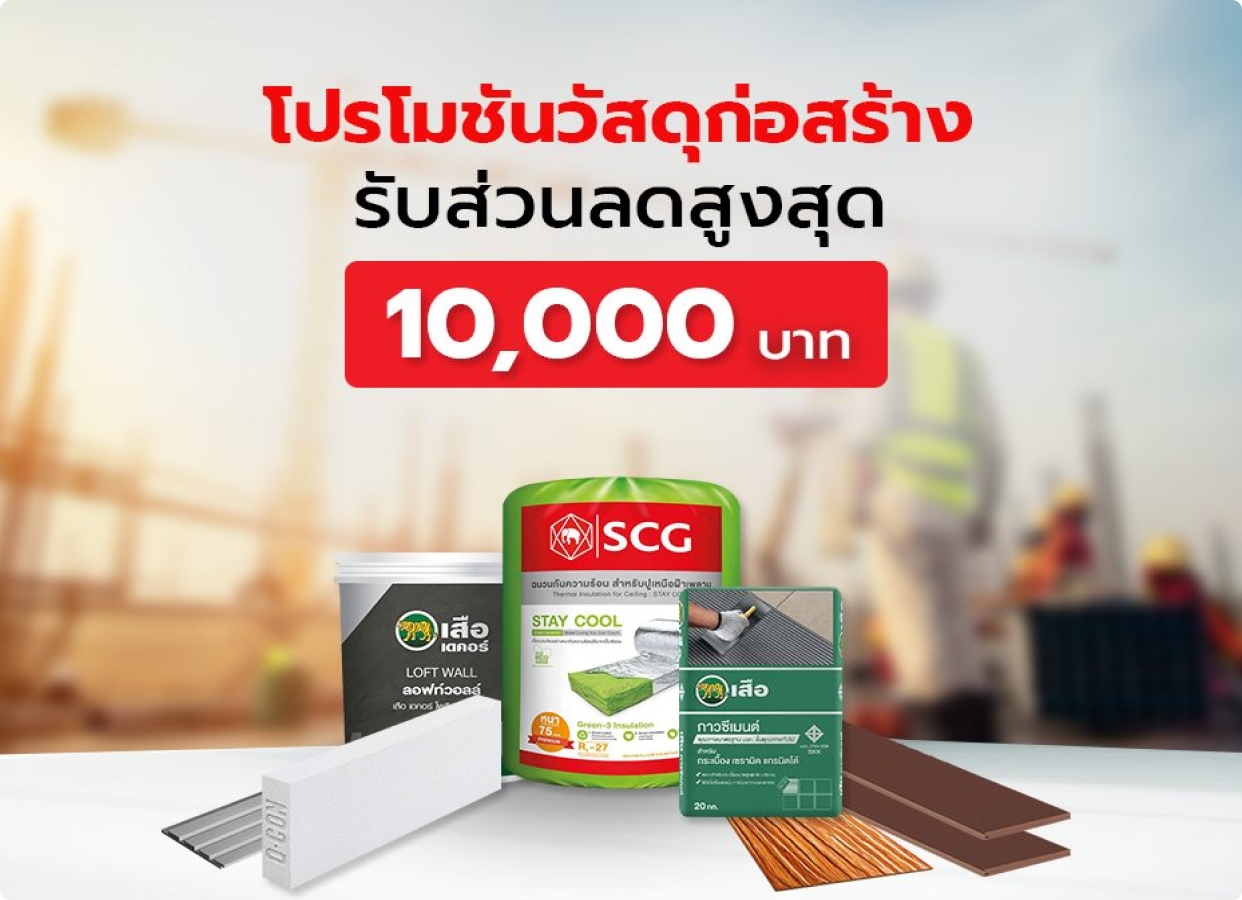 โปรโมชันวัสดุก่อสร้าง
รับส่วนลดสูงสุด
10,000 บาท
SCG
ฉนวนกันความร้อน สำหรับปูเหนือฝ้าเพดาน
Thermal Insulation for Ceiling : STAY
STAY COOL
Green-3 Insulation
หนา
75
PREMIUM
R -27
เสือ
เดคอร์
LOFT WALL
ลอฟท์วอลล์
เสือ เดคอร์
Q-CON
เสือ
กาวซีเมนต์
สำหรับ
กระเบื้อง เซรามิค แกรนิตโต้
20 กก.